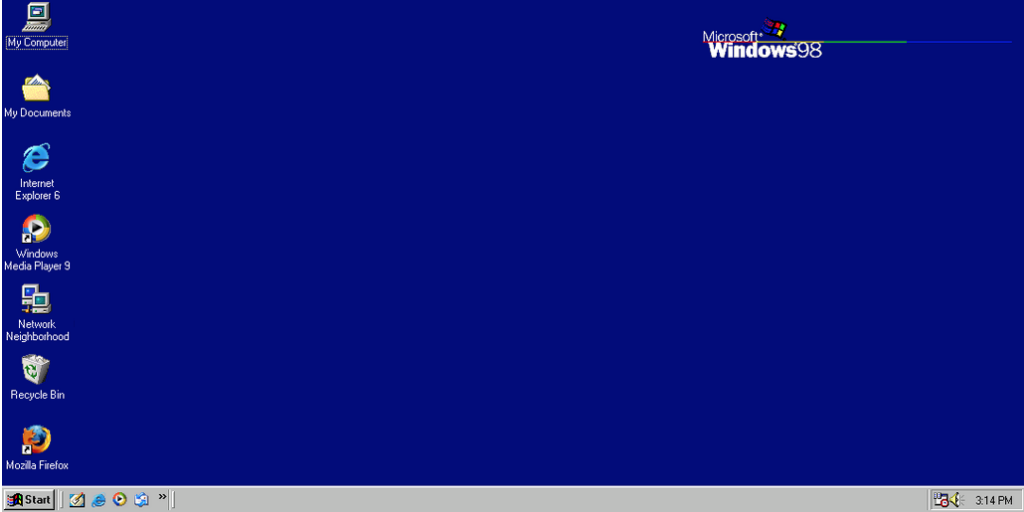 My Computer
Microsoft
Windows98
My Documents
Internet
Explorer 6
Windows
Media Player 9
Network
Neighborhood
Recycle Bin
Mozilla Firefox
Start
»
3:14 PM